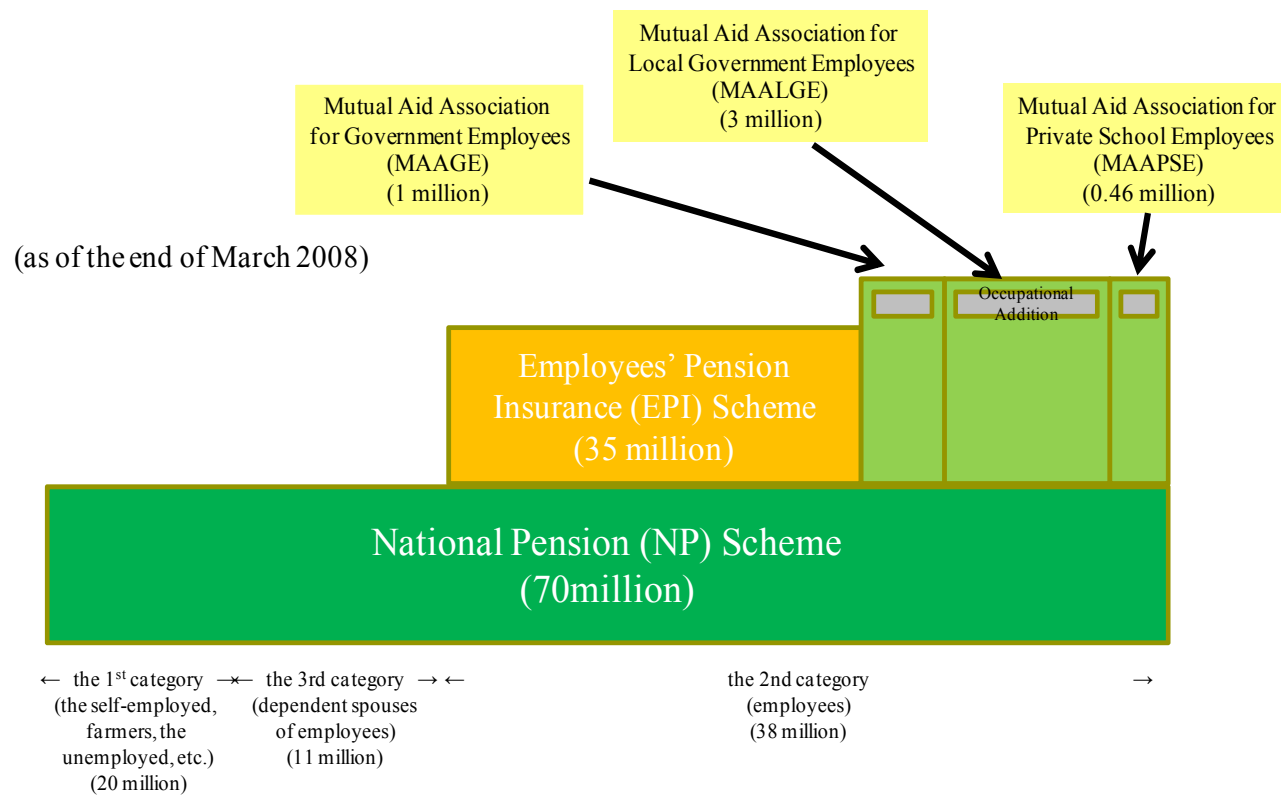 Mutual Aid Association for
Local Government Employees
(MAALGE)
(3 million)
Mutual Aid Association
for Government Employees
(MAAGE)
(1 million)
Mutual Aid Association for
Private School Employees
(MAAPSE)
(0.46 million)
(as of the end of March 2008)
Occupational
Addition
Employees’ Pension
Insurance (EPI) Scheme
(35 million)
National Pension (NP) Scheme
(70million)
← the 1st category →
(the self-employed,
farmers, the
unemployed, etc.)
(20 million)
← the 3rd category →
(dependent spouses
of employees)
(11 million)
← the 2nd category →
(employees)
(38 million)